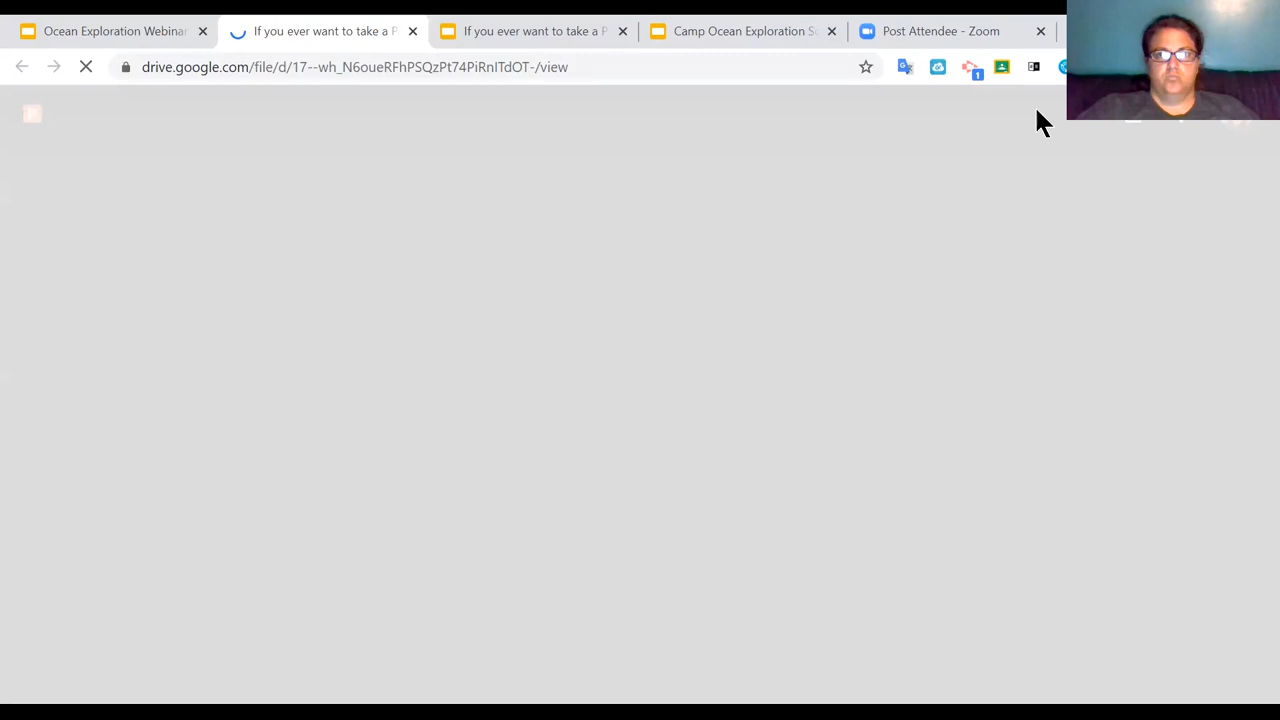 Ocean Exploration Webinar
If you ever want to take a P
If you ever want to take a P
Camp Ocean Exploration Sc
Post Attendee - Zoom
drive.google.com/file/d/17--wh_N6oueRFhPSQzPt74PiRnITdOT-/view
1